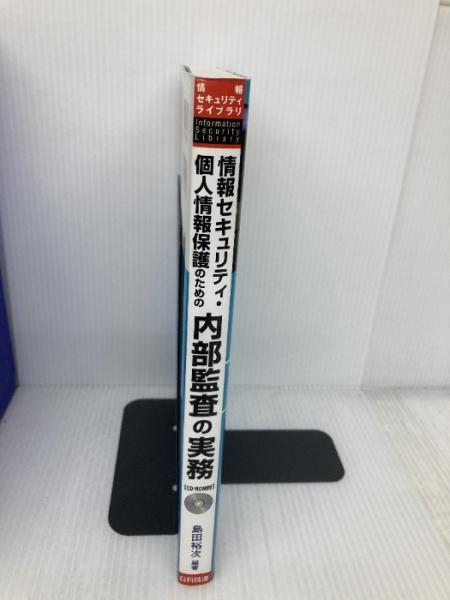 情報
セキュリティ
ライブラリ
Information
Security
Library
情報セキュリティ・
個人情報保護のための
内部監査の実務
【CD-ROM付】
島田裕次 編著
日科技連